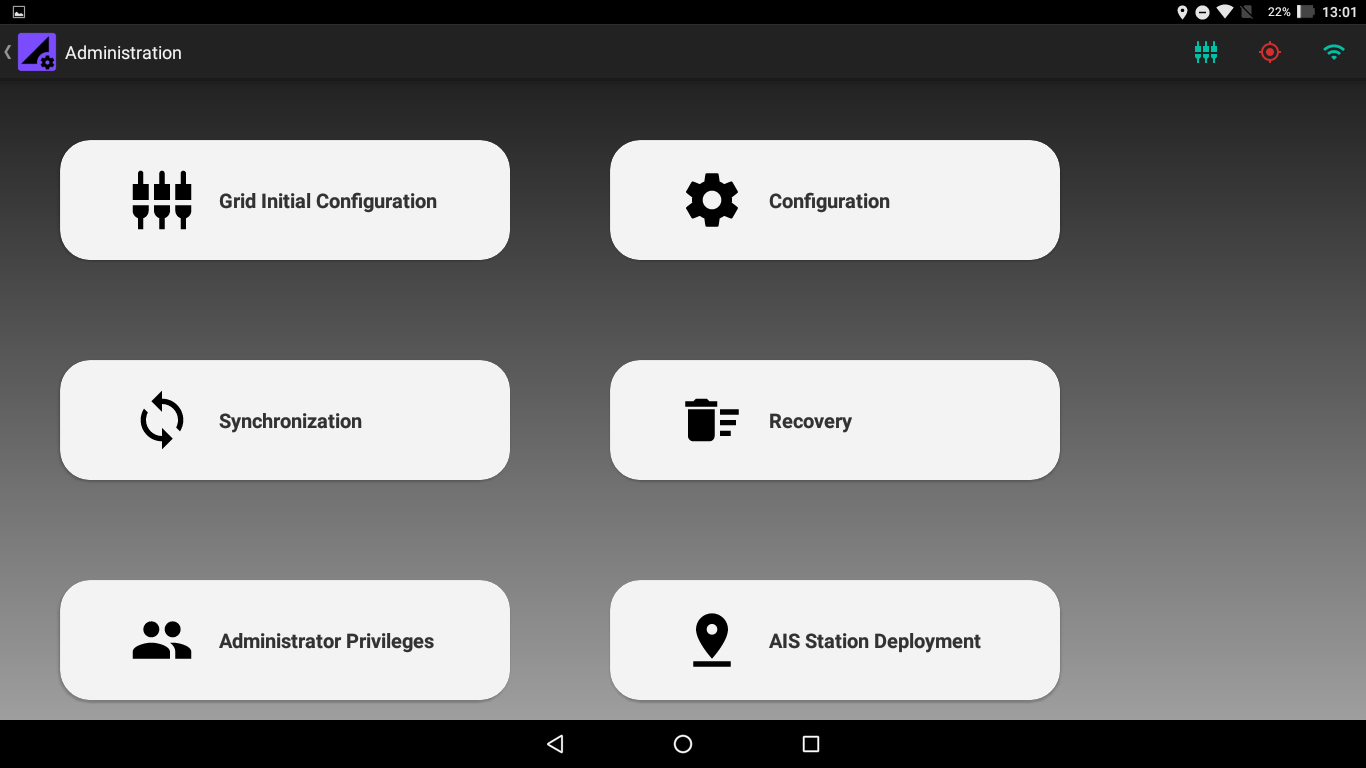 22% 13:01
Administration
Grid Initial Configuration
Configuration
Synchronization
Recovery
Administrator Privileges
AIS Station Deployment